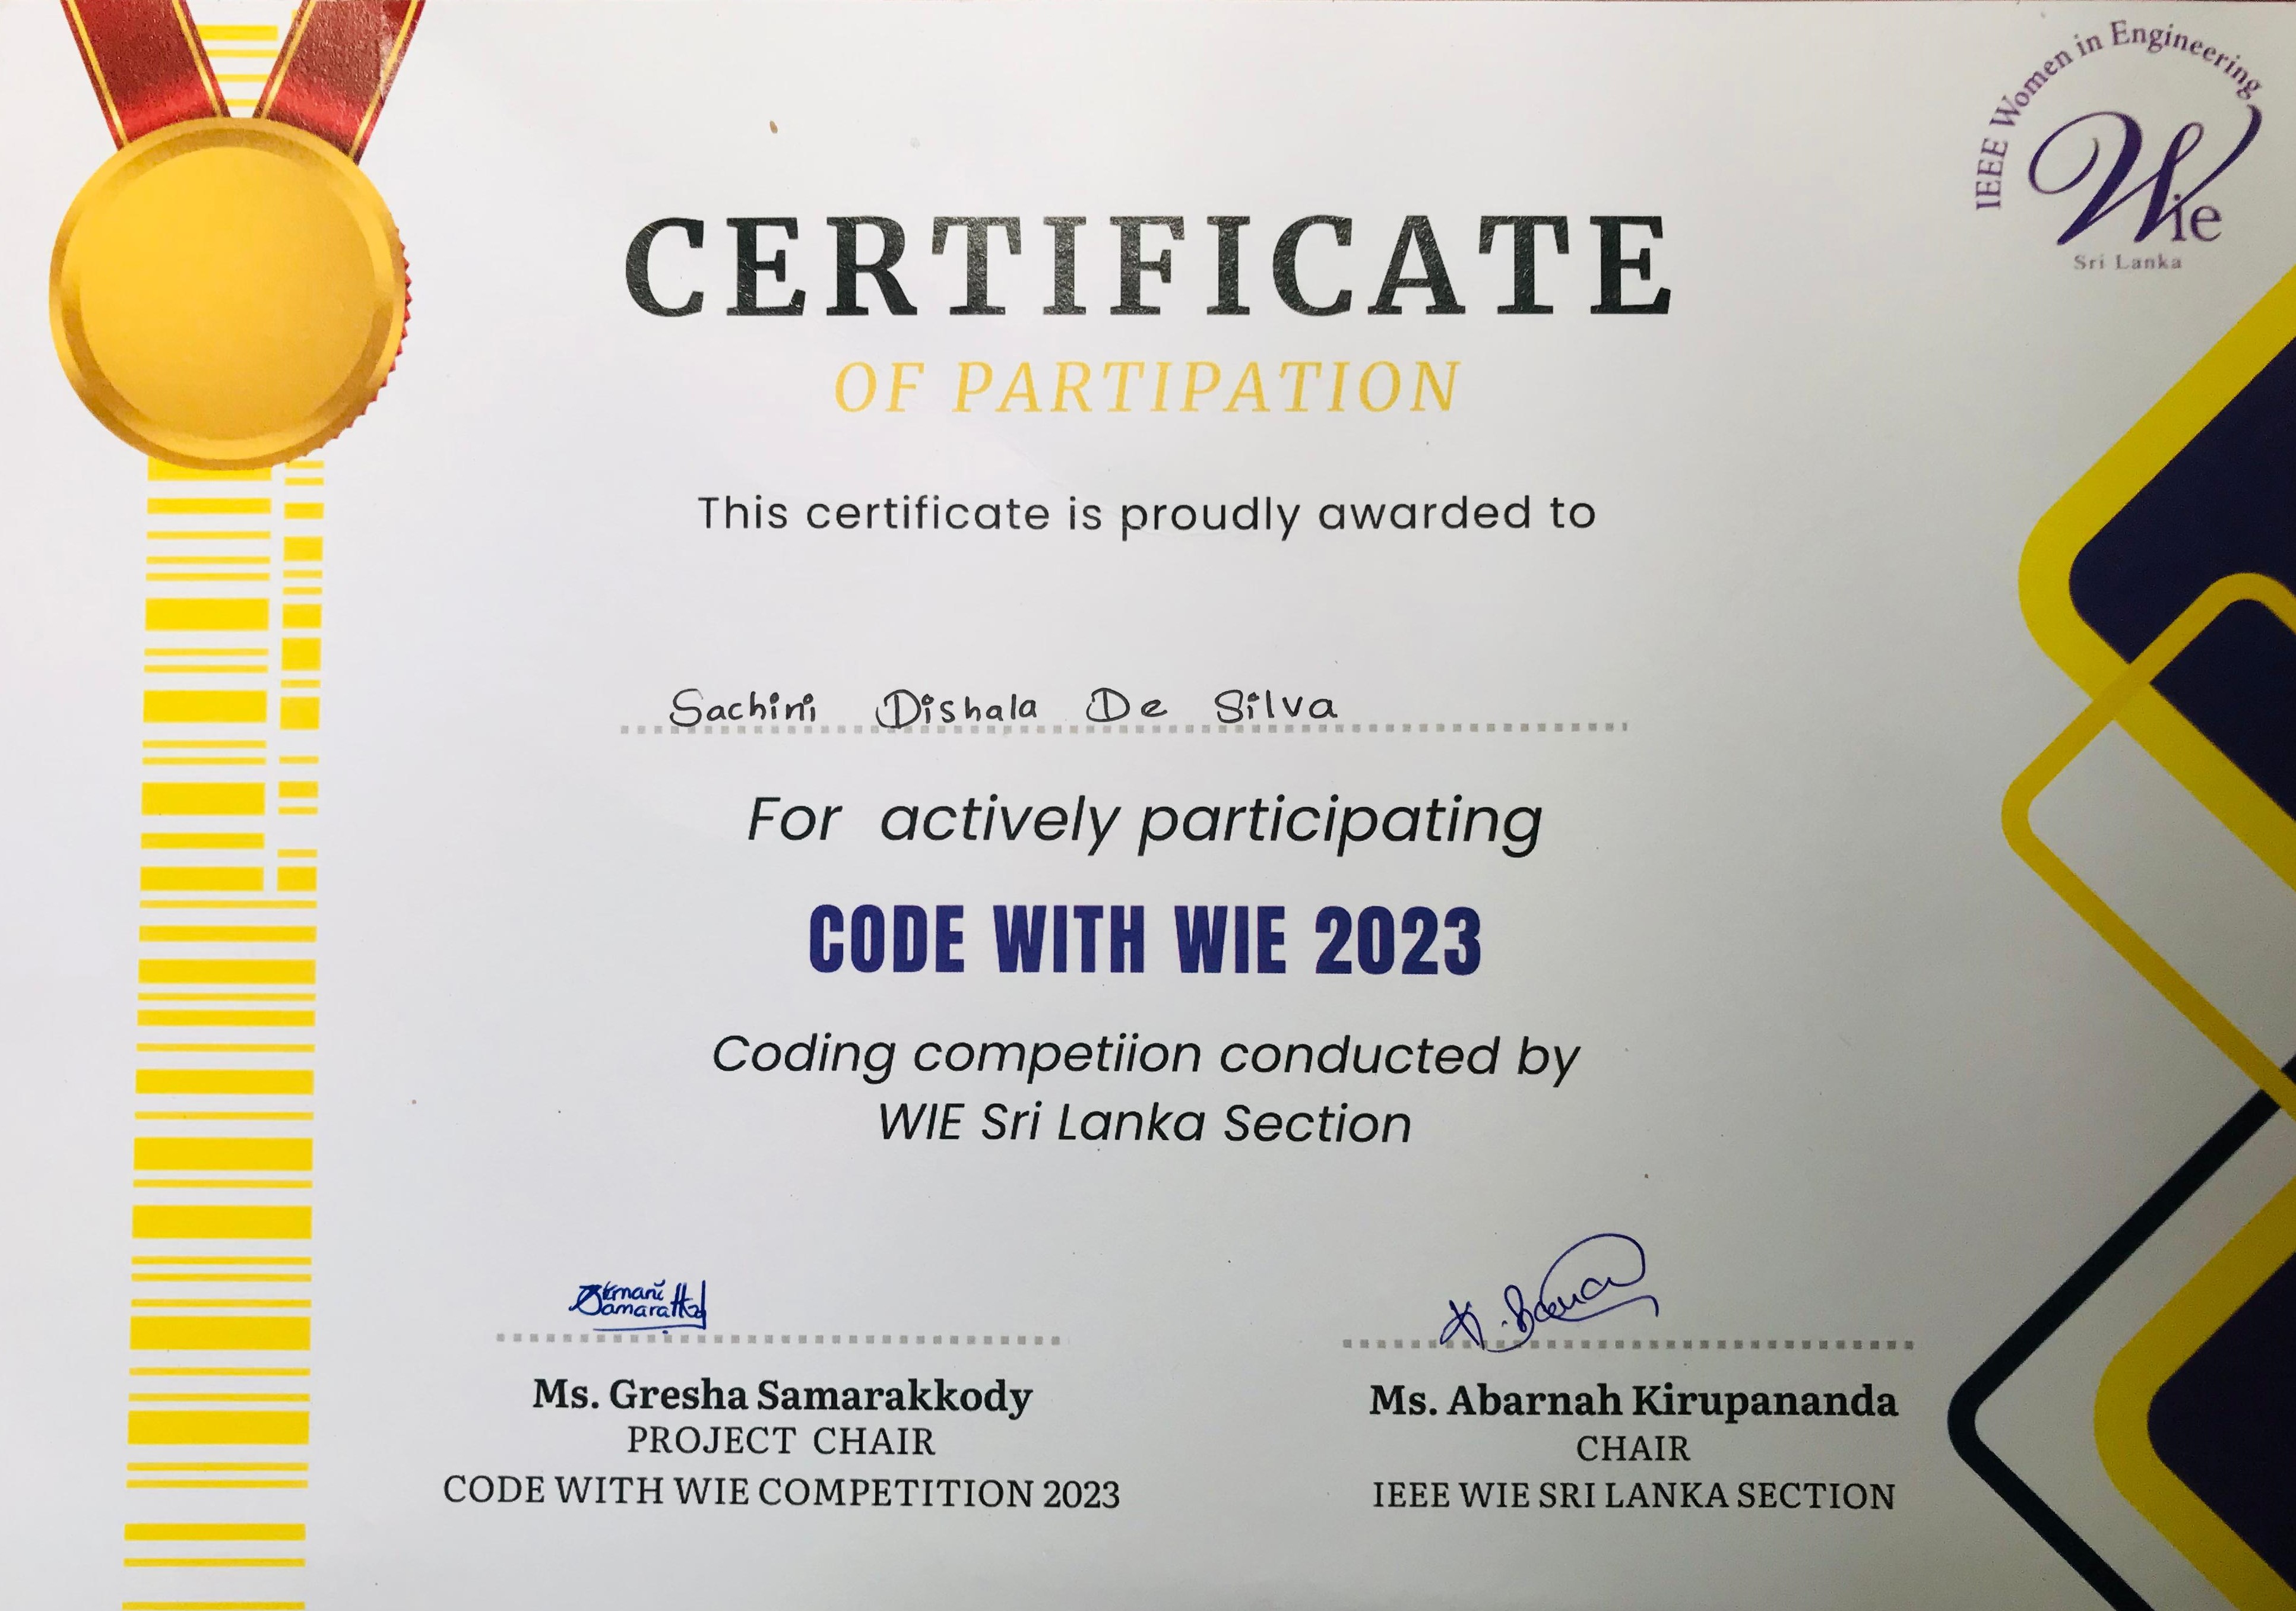 IEEE Women in Engineering
Wie
Sri Lanka
CERTIFICATE
OF PARTIPATION
This certificate is proudly awarded to
Sachini Dishala De Silva
For actively participating
CODE WITH WIE 2023
Coding competiion conducted by
WIE Sri Lanka Section
Ms. Gresha Samarakkody
PROJECT CHAIR
CODE WITH WIE COMPETITION 2023
Ms. Abarnah Kirupananda
CHAIR
IEEE WIE SRI LANKA SECTION